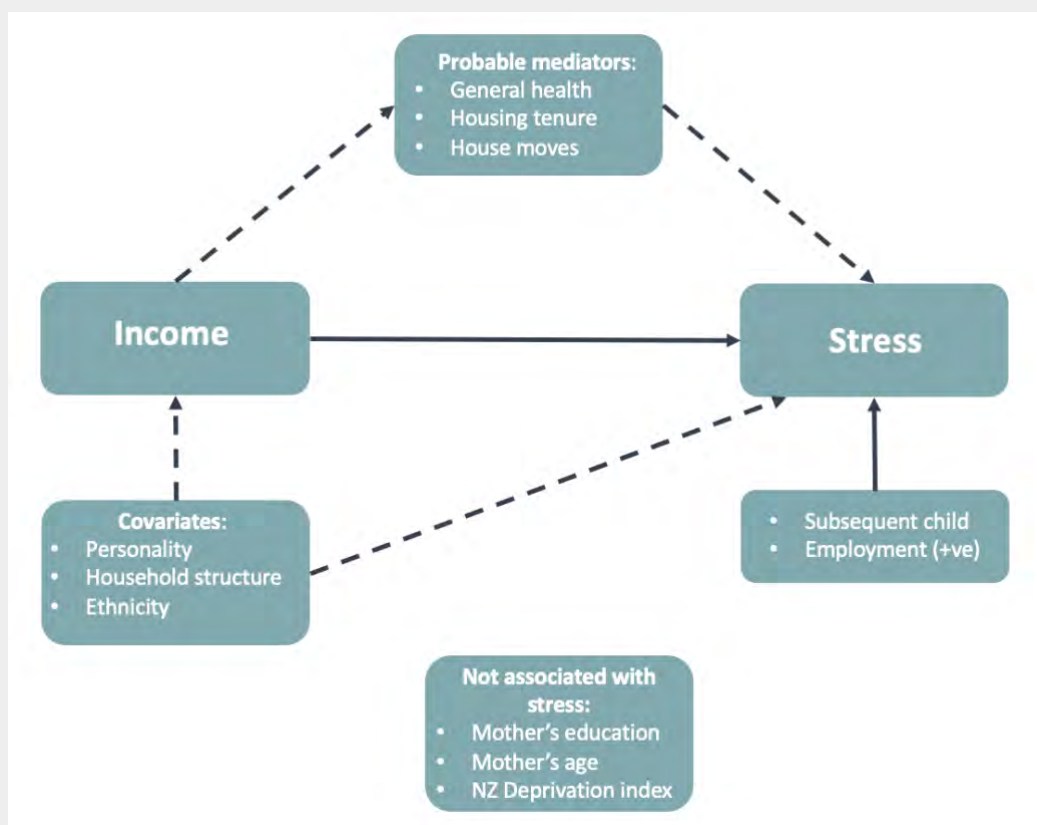 Probable mediators:
• General health
• Housing tenure
• House moves
Income
Stress
Covariates:
• Personality
• Household structure
• Ethnicity
• Subsequent child
• Employment (+ve)
Not associated with
stress:
• Mother’s education
• Mother’s age
• NZ Deprivation index